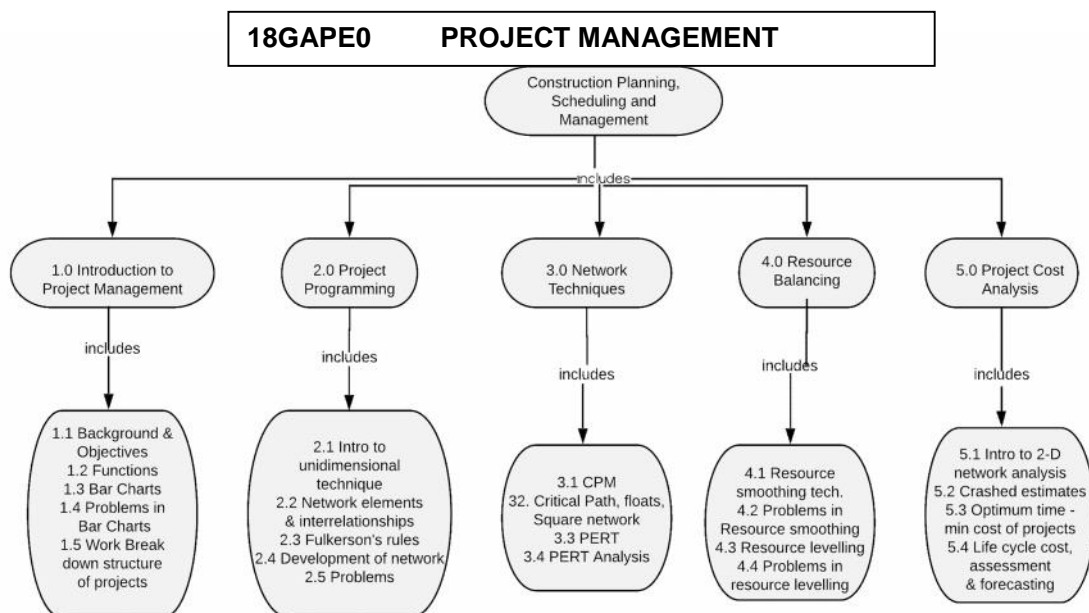 18GAPE0 PROJECT MANAGEMENT
Construction Planning,
Scheduling and
Management
includes
1.0 Introduction to
Project Management
2.0 Project
Programming
3.0 Network
Techniques
4.0 Resource
Balancing
5.0 Project Cost
Analysis
includes
includes
includes
includes
includes
1.1 Background &
Objectives
1.2 Functions
1.3 Bar Charts
1.4 Problems in
Bar Charts
1.5 Work Break
down structure
of projects
2.1 Intro to
unidimensional
technique
2.2 Network elements
& interrelationships
2.3 Fulkerson's rules
2.4 Development of network
2.5 Problems
3.1 CPM
32. Critical Path, floats,
Square network
3.3 PERT
3.4 PERT Analysis
4.1 Resource
smoothing tech.
4.2 Problems in
Resource smoothing
4.3 Resource levelling
4.4 Problems in
resource levelling
5.1 Intro to 2-D
network analysis
5.2 Crashed estimates
5.3 Optimum time -
min cost of projects
5.4 Life cycle cost,
assessment
& forecasting